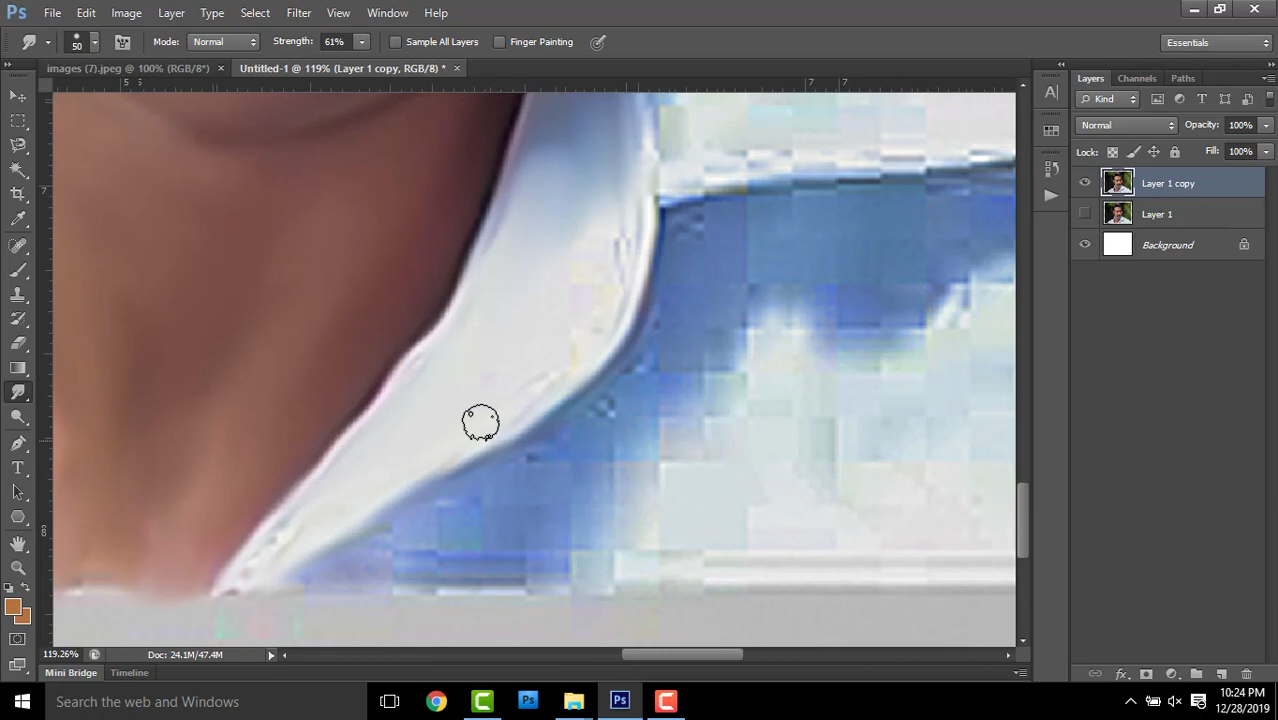 Ps File Edit Image Layer Type Select Filter View Window Help
50 Mode: Normal Strength: 61% Sample All Layers Finger Painting Essentials
images (7).jpeg @ 100% (RGB/8*) × Untitled-1 @ 119% (Layer 1 copy, RGB/8) * ×
Layers Channels Paths
Kind
Normal Opacity: 100%
Lock: Fill: 100%
Layer 1 copy
Layer 1
Background
119.26% Doc: 24.1M/47.4M
Mini Bridge Timeline
Search the web and Windows
10:24 PM
12/28/2019